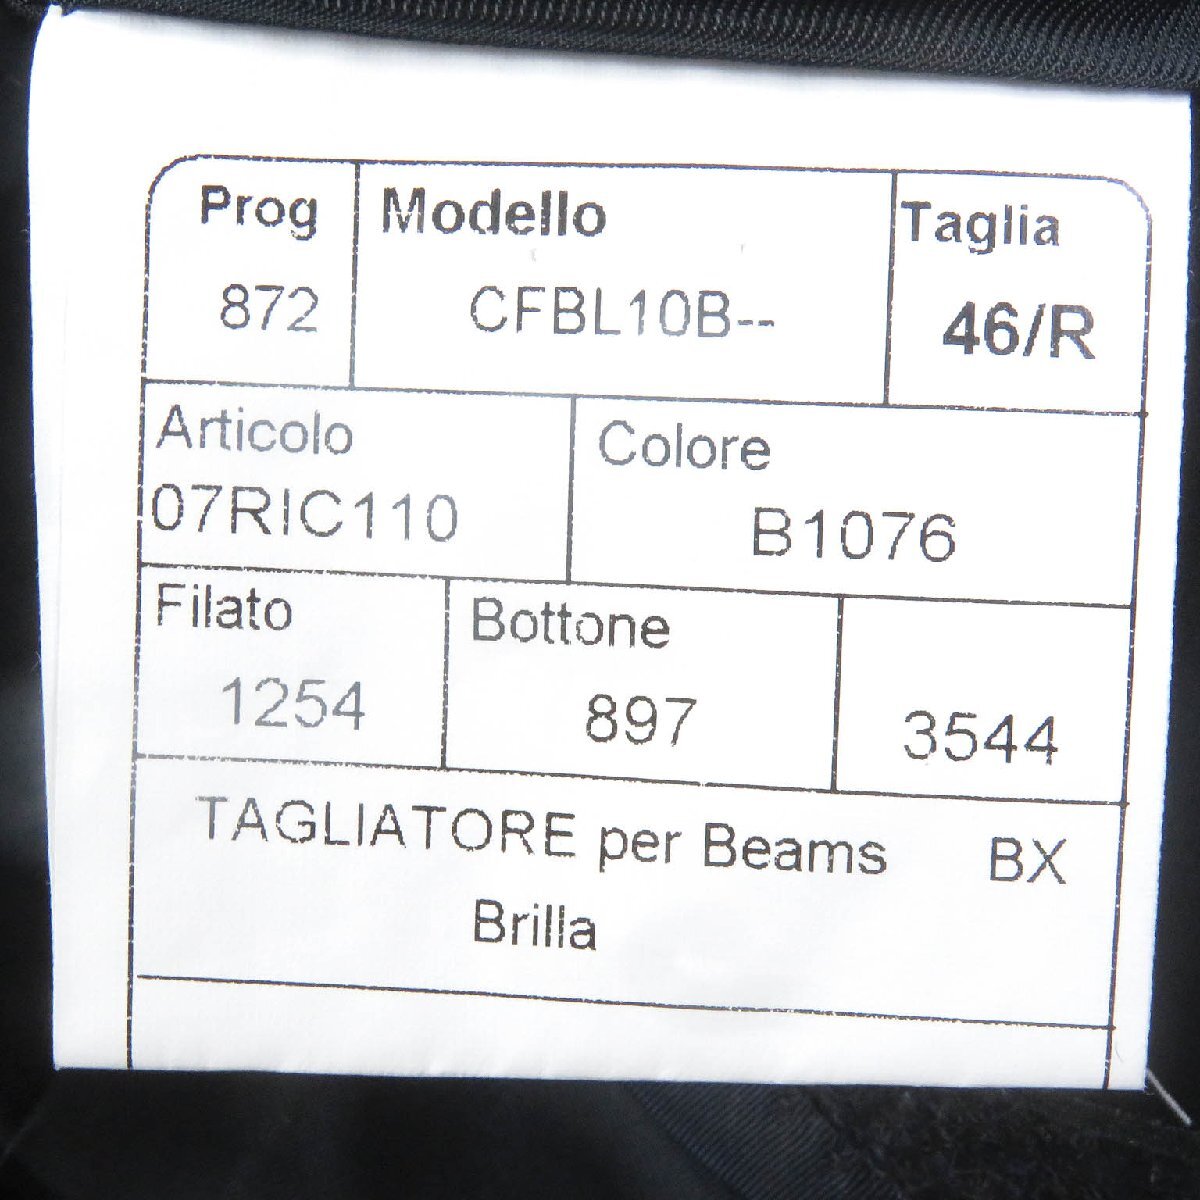 Prog Modello Taglia
872 CFBL10B-- 46/R
Articolo Colore
07RIC110 B1076
Filato Bottone
1254 897 3544
TAGLIATORE per Beams BX
Brilla